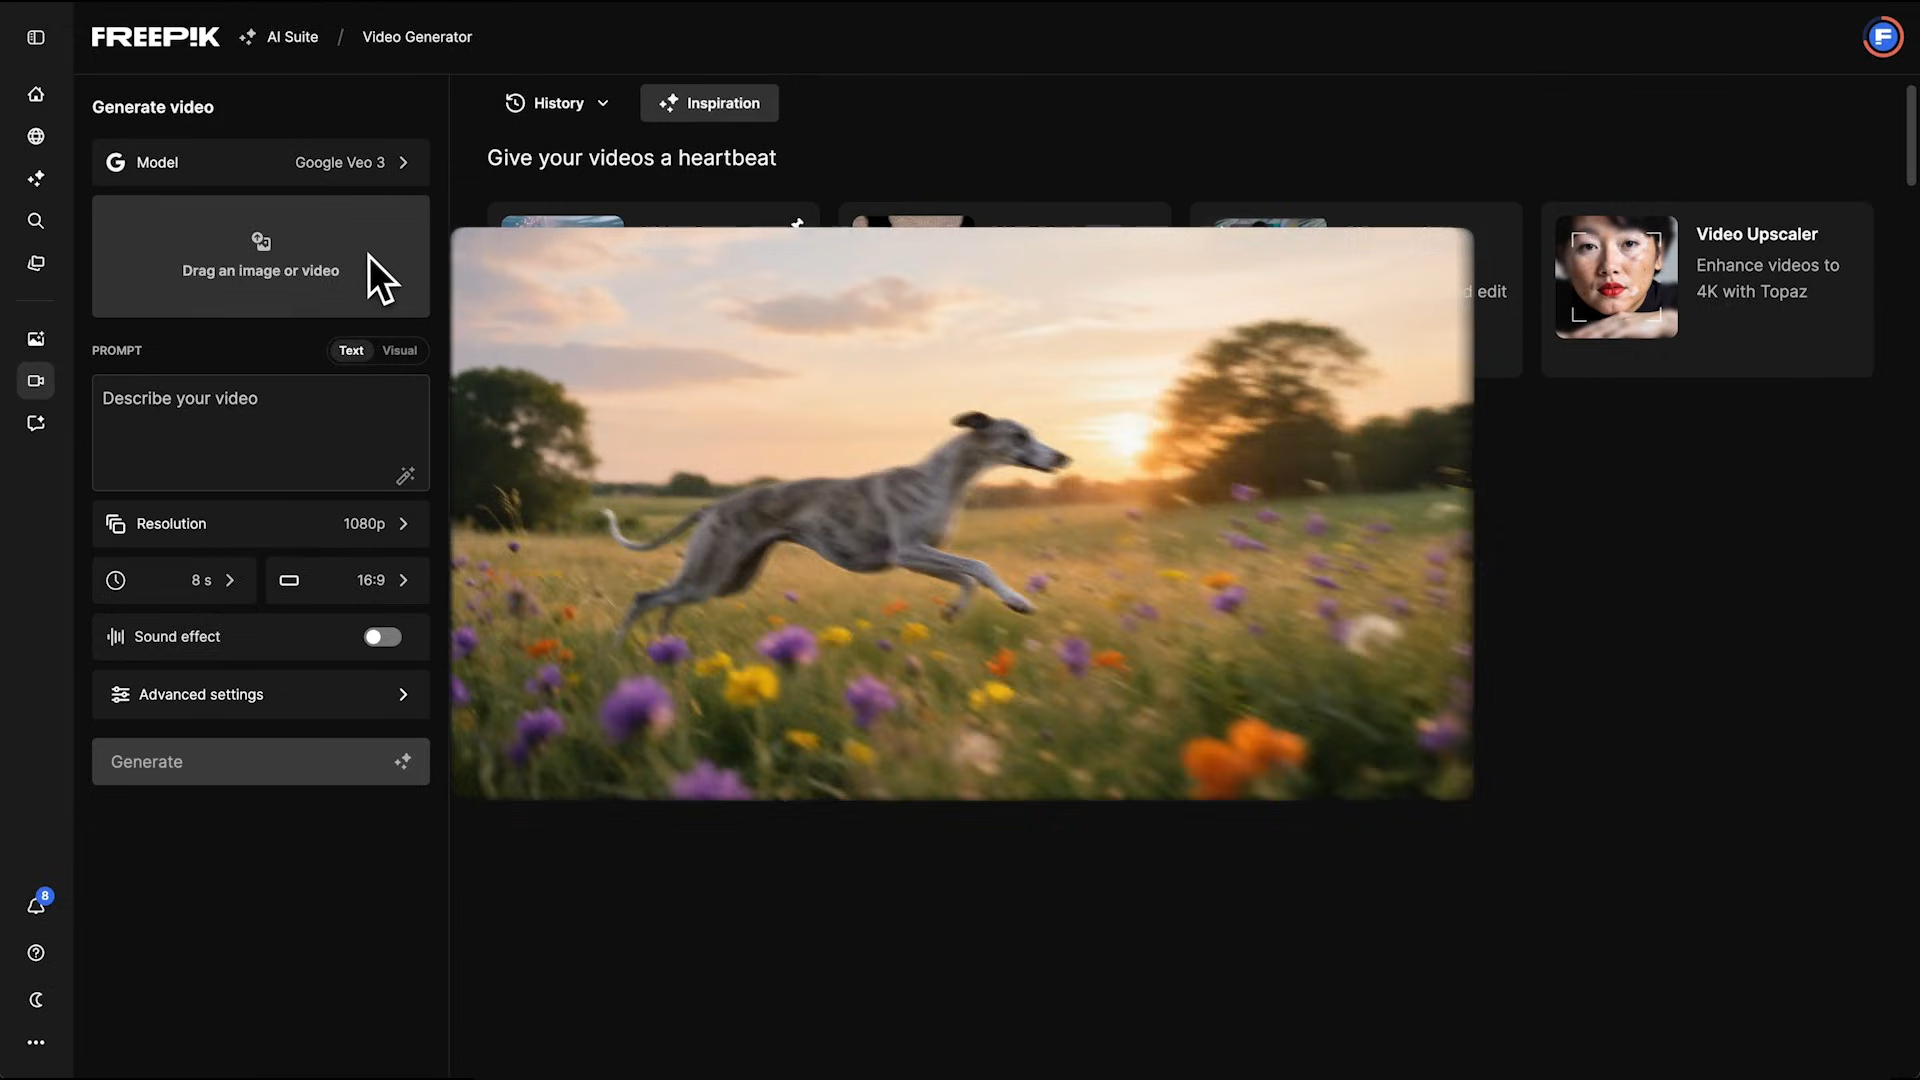 FREEP!K
AI Suite / Video Generator
Generate video
Model
Google Veo 3
Drag an image or video
PROMPT
Text
Visual
Describe your video
Resolution
1080p
8 s
16:9
Sound effect
Advanced settings
Generate
8
History
Inspiration
Give your videos a heartbeat
edit
Video Upscaler
Enhance videos to
4K with Topaz